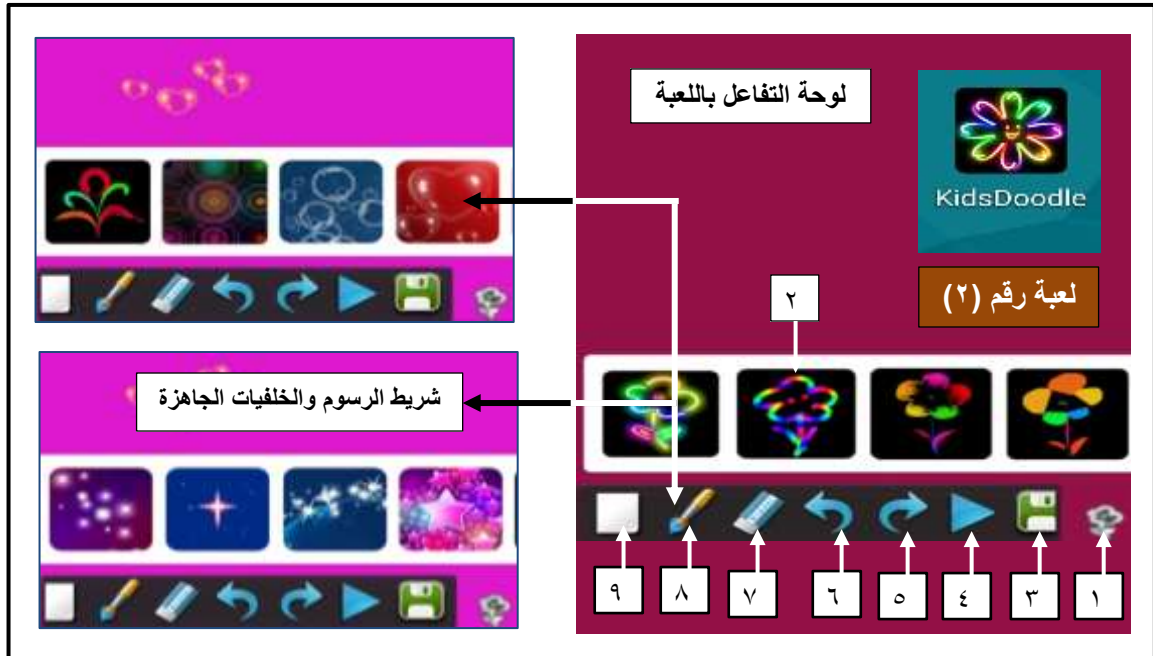 لوحة التفاعل باللعبة
KidsDoodle
لعبة رقم (٢)
٢
شريط الرسوم والخلفيات الجاهزة
١
٣
٤
٥
٦
٧
٨
٩